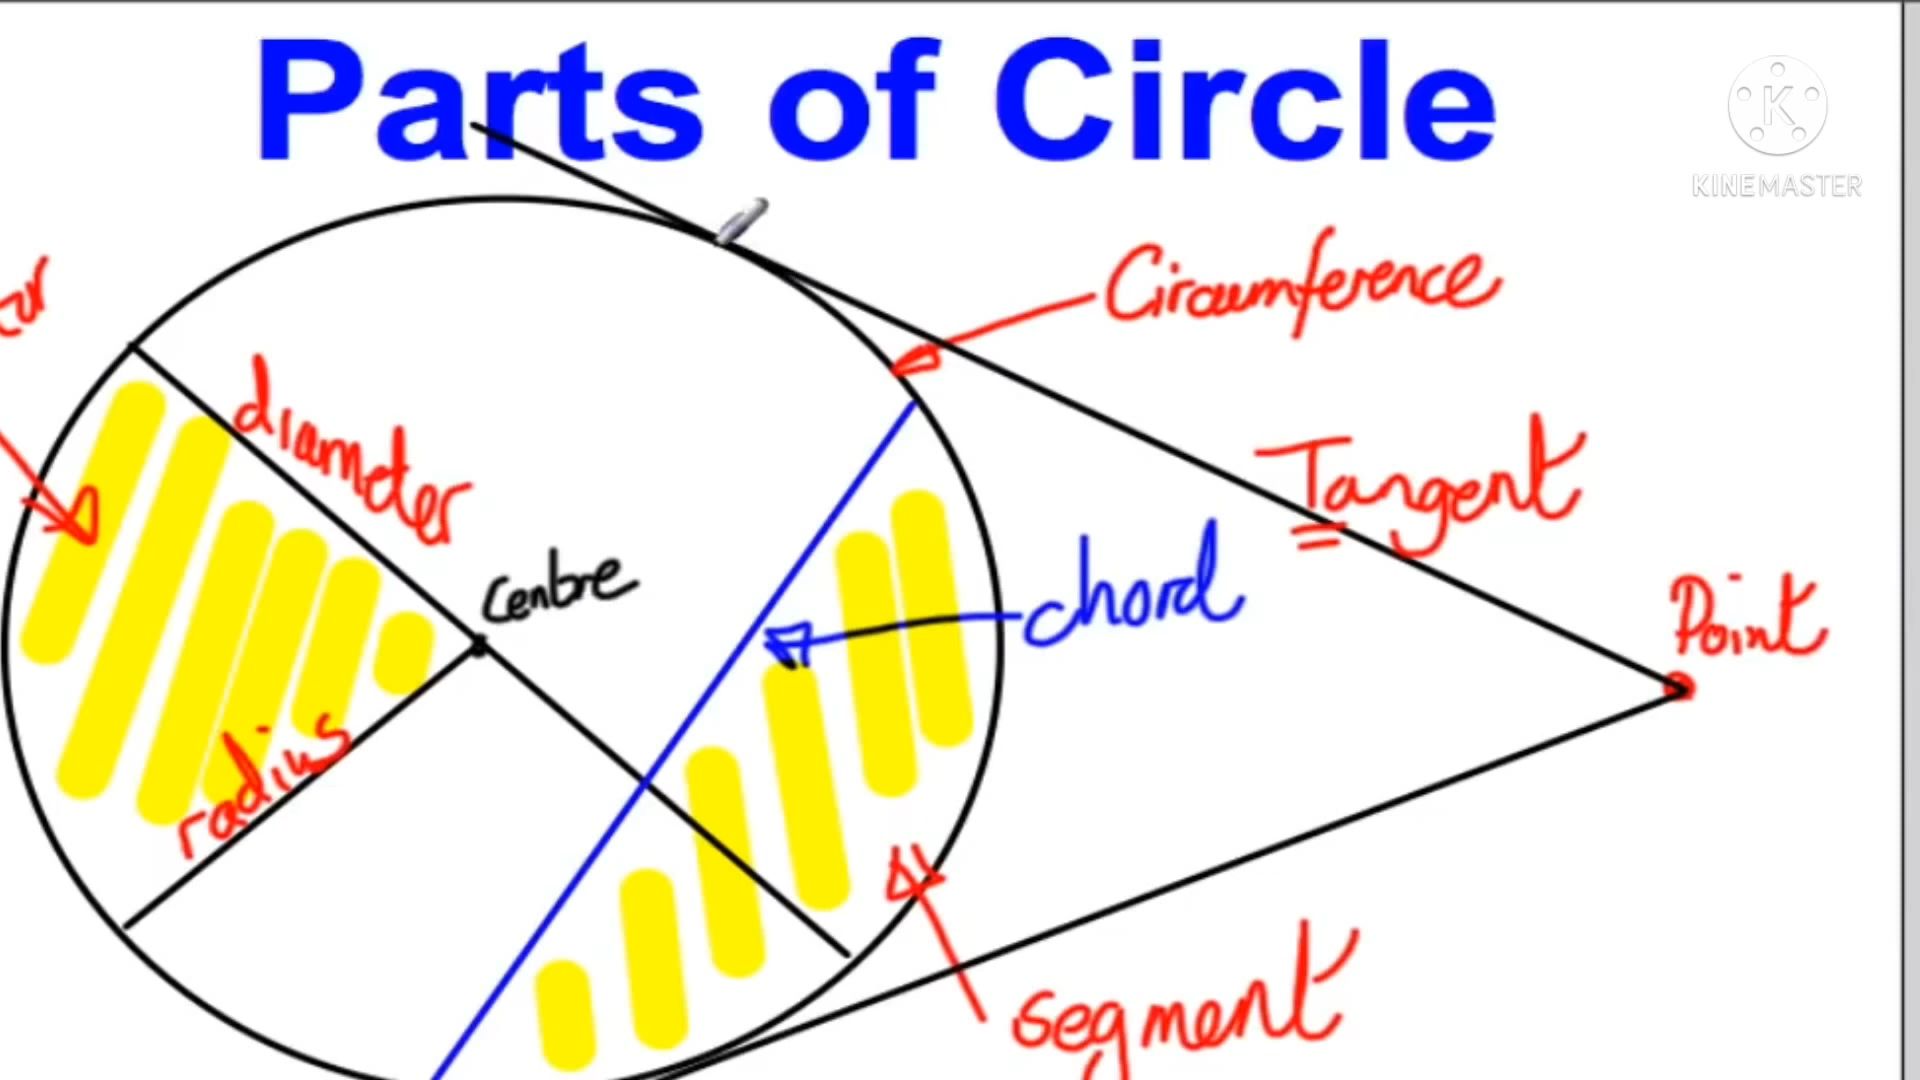 Parts of Circle
KINEMASTER
Circumference
diameter
Tangent
Centre
chord
Point
radius
segment